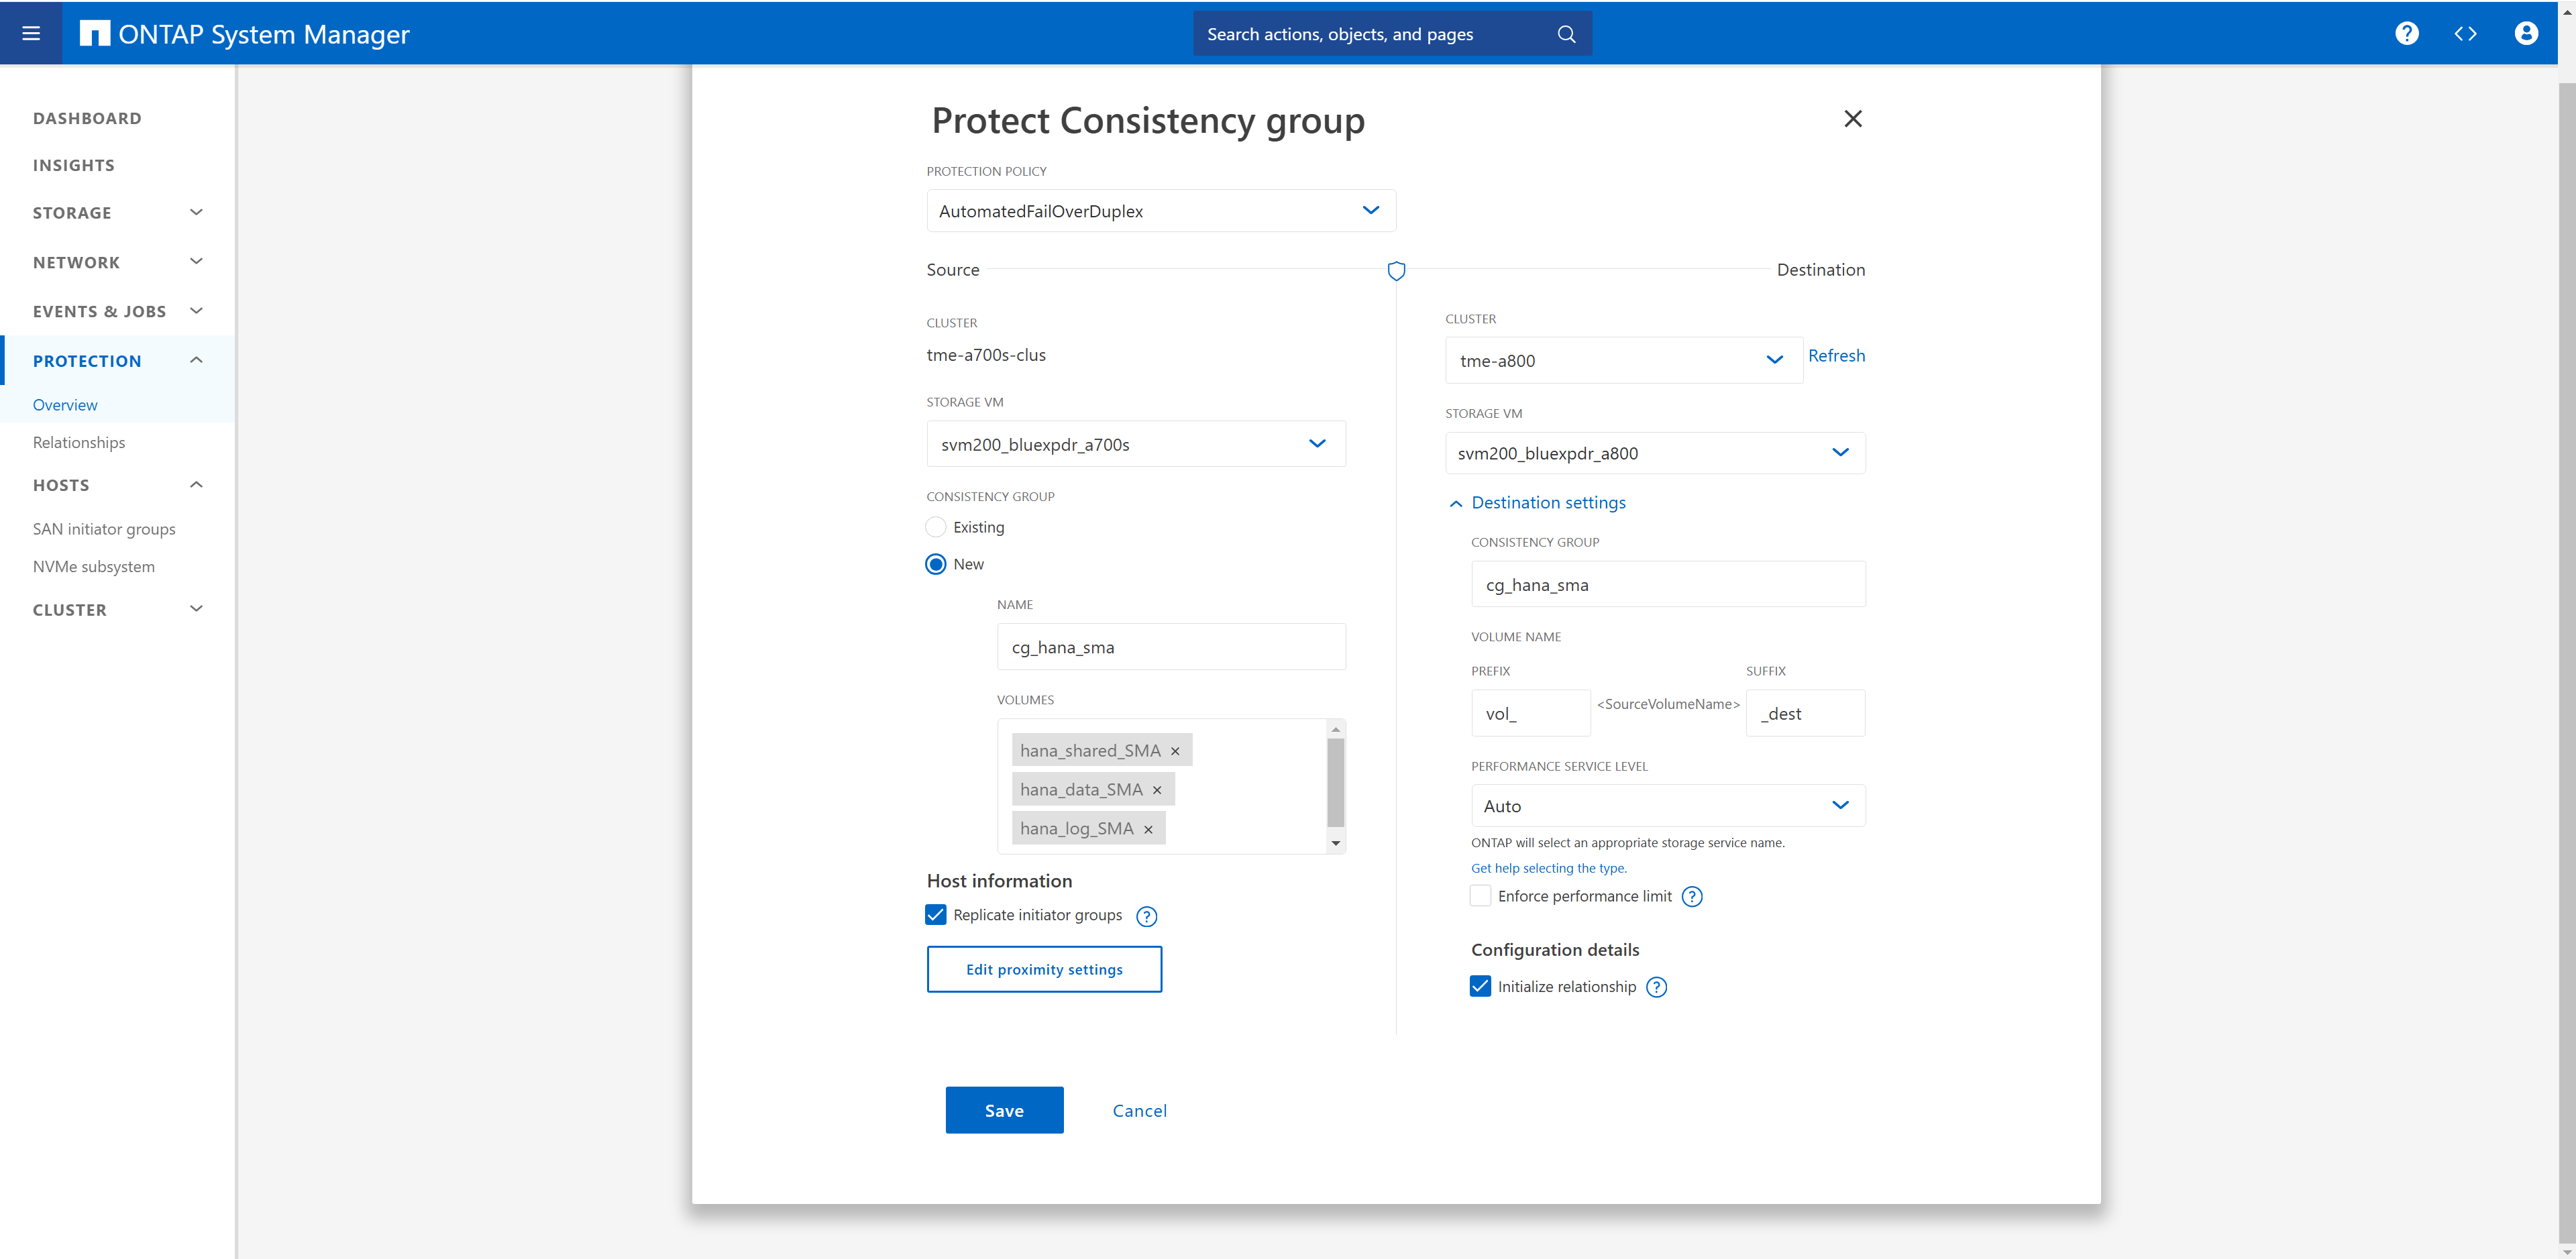 ONTAP System Manager
Search actions, objects, and pages
DASHBOARD
INSIGHTS
STORAGE
NETWORK
EVENTS & JOBS
PROTECTION
Overview
Relationships
HOSTS
SAN initiator groups
NVMe subsystem
CLUSTER
Protect Consistency group
PROTECTION POLICY
AutomatedFailOverDuplex
Source
Destination
CLUSTER
tme-a700s-clus
STORAGE VM
svm200_bluexpdr_a700s
CONSISTENCY GROUP
Existing
New
NAME
cg_hana_sma
VOLUMES
hana_shared_SMA ×
hana_data_SMA ×
hana_log_SMA ×
Host information
Replicate initiator groups ?
Edit proximity settings
CLUSTER
tme-a800
Refresh
STORAGE VM
svm200_bluexpdr_a800
Destination settings
CONSISTENCY GROUP
cg_hana_sma
VOLUME NAME
PREFIX
SUFFIX
vol_ <SourceVolumeName> _dest
PERFORMANCE SERVICE LEVEL
Auto
ONTAP will select an appropriate storage service name.
Get help selecting the type.
Enforce performance limit ?
Configuration details
Initialize relationship ?
Save
Cancel